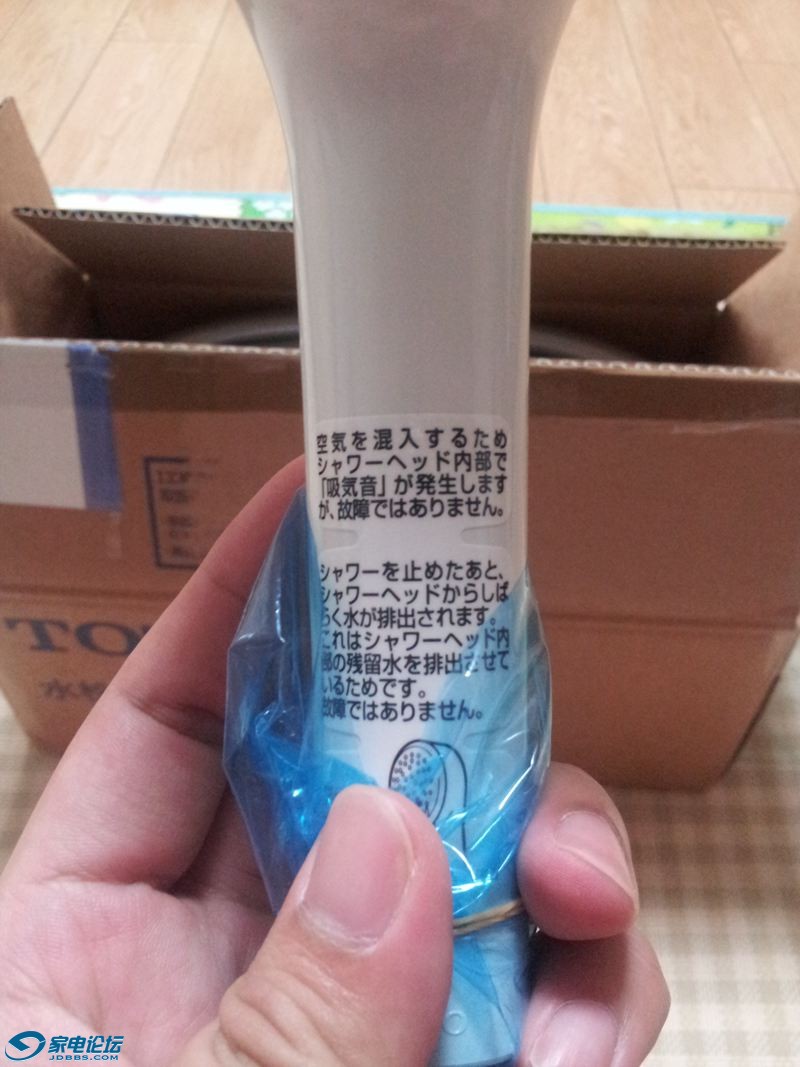 空気を混入するため
シャワーヘッド内部で
「吸気音」が発生します
が、故障ではありません。
シャワーを止めたあと、
シャワーヘッドからしば
らく水が排出されます。
これはシャワーヘッド内
部の残留水を排出させて
いるためです。
故障ではありません。
TO
水栓
家电论坛
JDBBS.COM